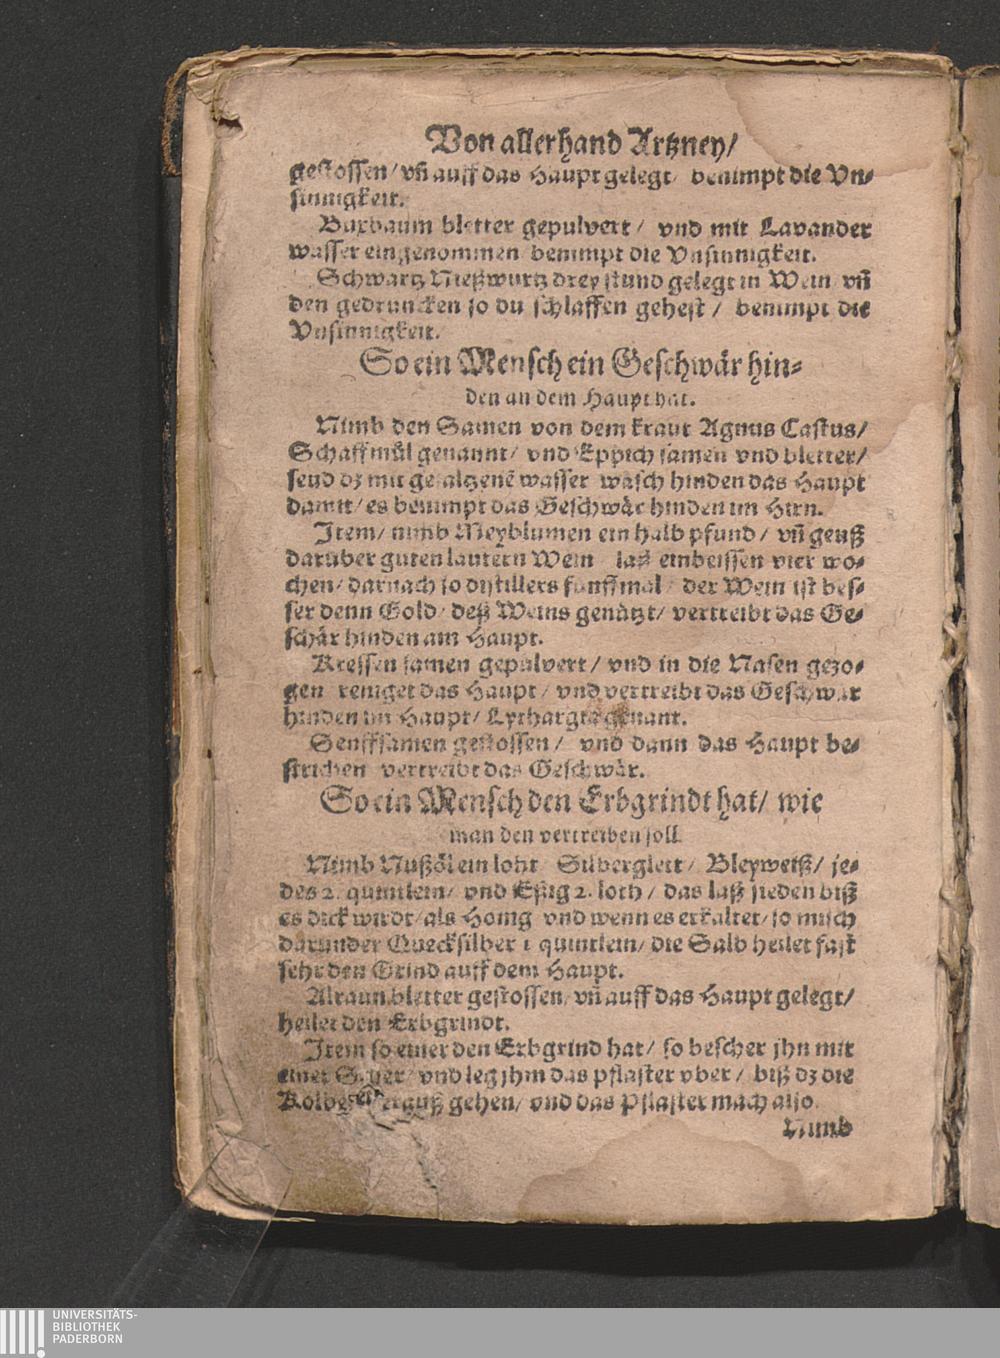 Von allerhand Artzney/
gestossen/ vñ auff das Haupt gelegt/ benimpt die Vn-
sinnigkeit.
Buxbaum bletter gepulvert/ vnd mit Lavander
wasser eingenommen/ benimpt die Vnsinnigkeit.
Schwartz Nießwurtz drey stund gelegt in Wein/ vñ
den gedruncken so du schlaffen gehest/ benimpt die
Vnsinnigkeit.
So ein Mensch ein Geschwär hin-
den an dem Haupt hat.
Nimb den Samen von dem kraut Agnus Castus/
Schaffmül genannt/ vnd Eppich samen vnd bletter/
seud dz mit gesaltzenē wasser/ wasch hinden das Haupt
damit/ es benimpt das Geschwär hinden im Hirn.
Item/ nimb Meyblumen ein halb pfund/ vñ geuß
darüber guten lautern Wein/ laß einbeissen vier wo-
chen/ darnach so distillers fünffmal/ der Wein ist bes-
ser denn Gold/ deß Weins genützt/ vertreibt das Ge-
schär hinden am Haupt.
Kressen samen gepulvert/ vnd in die Nasen gezo-
gen/ reniget das Haupt/ vnd vertreibt das Geschwär
hinden im Haupt/ Lythargia genant.
Senffsamen gestossen/ vnd dann das Haupt be-
strichen/ vertreibt das Geschwär.
So ein Mensch den Erbgrindt hat/ wie
man den vertreiben soll.
Nimb Nußöl ein loht/ Silberglett/ Bleyweiß/ je-
des 2. quintlein/ vnd Essig 2. loth/ das laß sieden biß
es dick wirdt/ als Honig/ vnd wenn es erkaltet/ so misch
darunder Quecksilber 1 quintlein/ die Salb heilet fast
sehr den Grind auff dem Haupt.
Alraun bletter gestossen/ vñ auff das Haupt gelegt/
heilet den Erbgrindt.
Item so einer den Erbgrind hat/ so bescher jhn mit
einer/ vnd leg jhm das pflaster vber/ biß dz die
gehen/ vnd das Pflaster mach also.
Nimb
UNIVERSITÄTS-
BIBLIOTHEK
PADERBORN